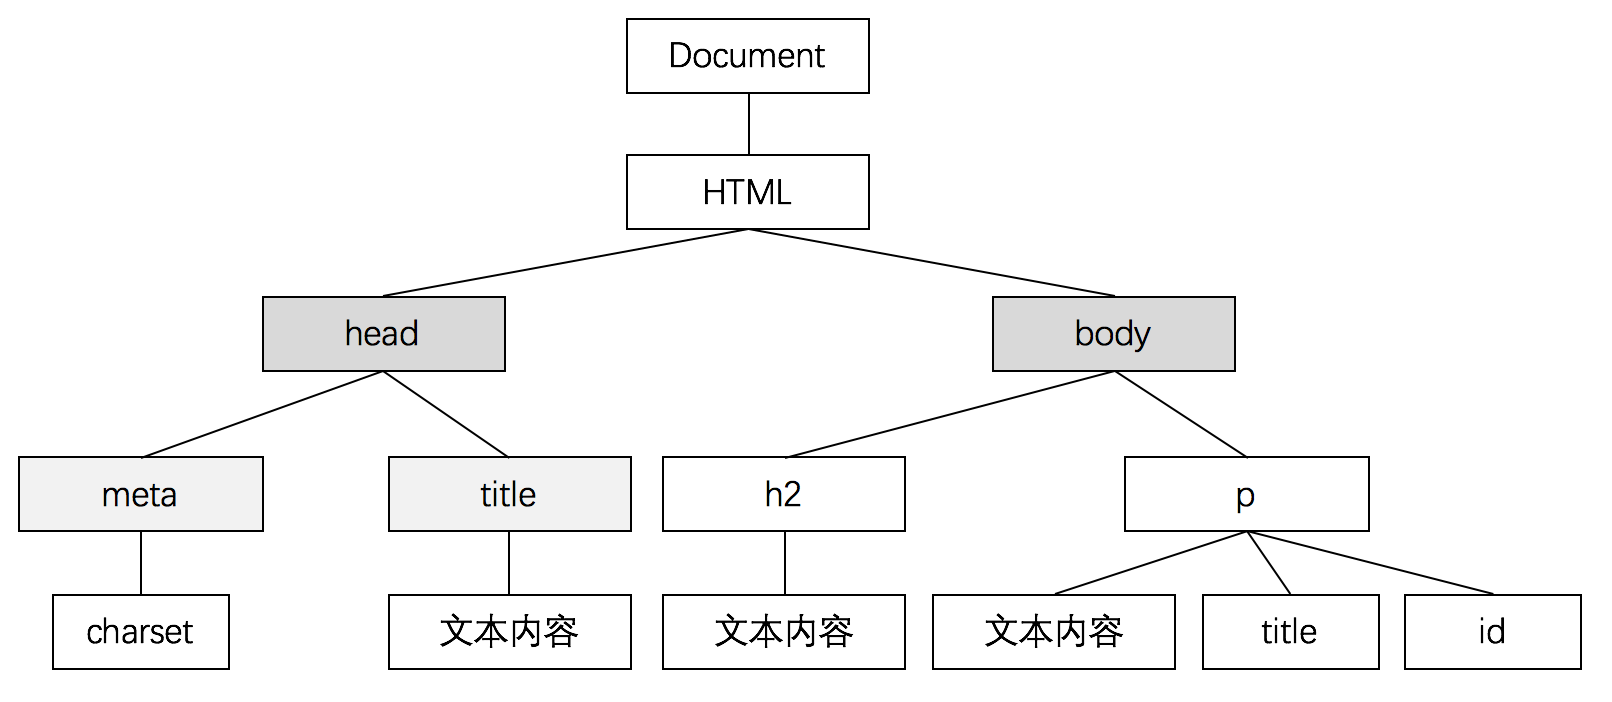 Document
HTML
head
body
meta
title
h2
p
charset
文本内容
文本内容
文本内容
title
id